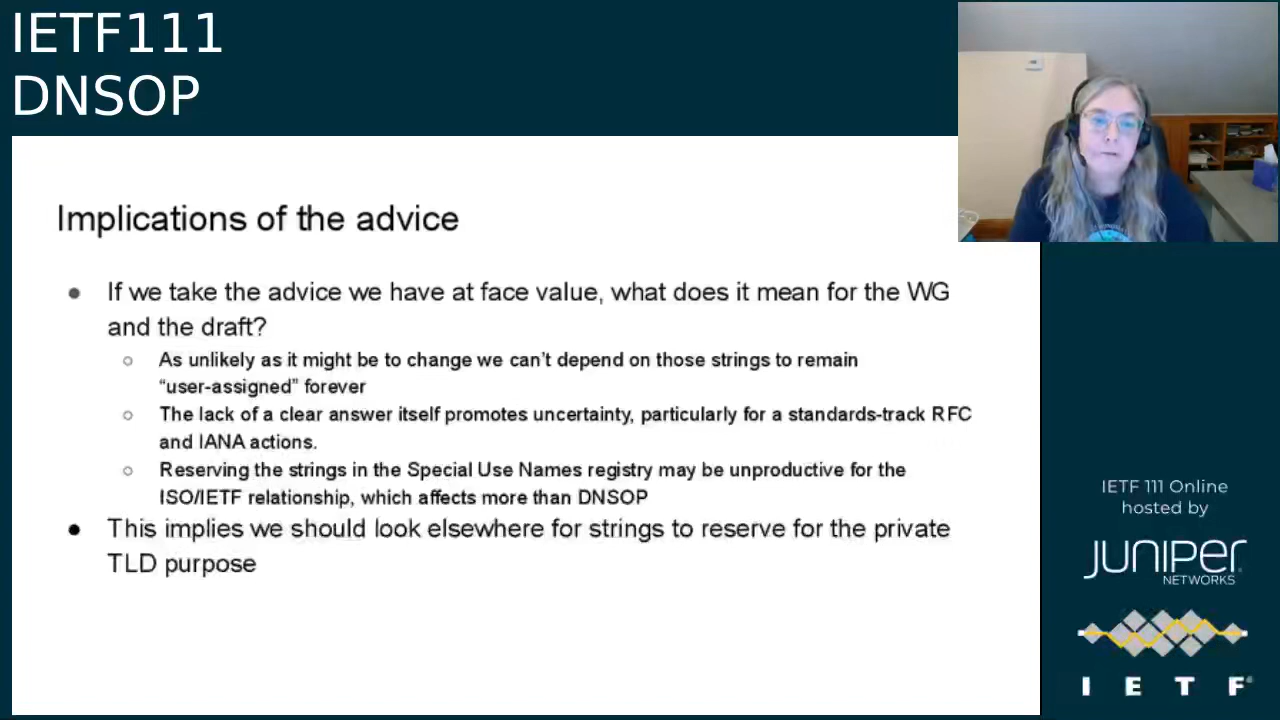 IETF111
DNSOP
Implications of the advice
● If we take the advice we have at face value, what does it mean for the WG
and the draft?
○ As unlikely as it might be to change we can't depend on those strings to remain
“user-assigned” forever
○ The lack of a clear answer itself promotes uncertainty, particularly for a standards-track RFC
and IANA actions.
○ Reserving the strings in the Special Use Names registry may be unproductive for the
ISO/IETF relationship, which affects more than DNSOP
● This implies we should look elsewhere for strings to reserve for the private
TLD purpose
IETF 111 Online
hosted by
JUNIPER
NETWORKS
I E T F